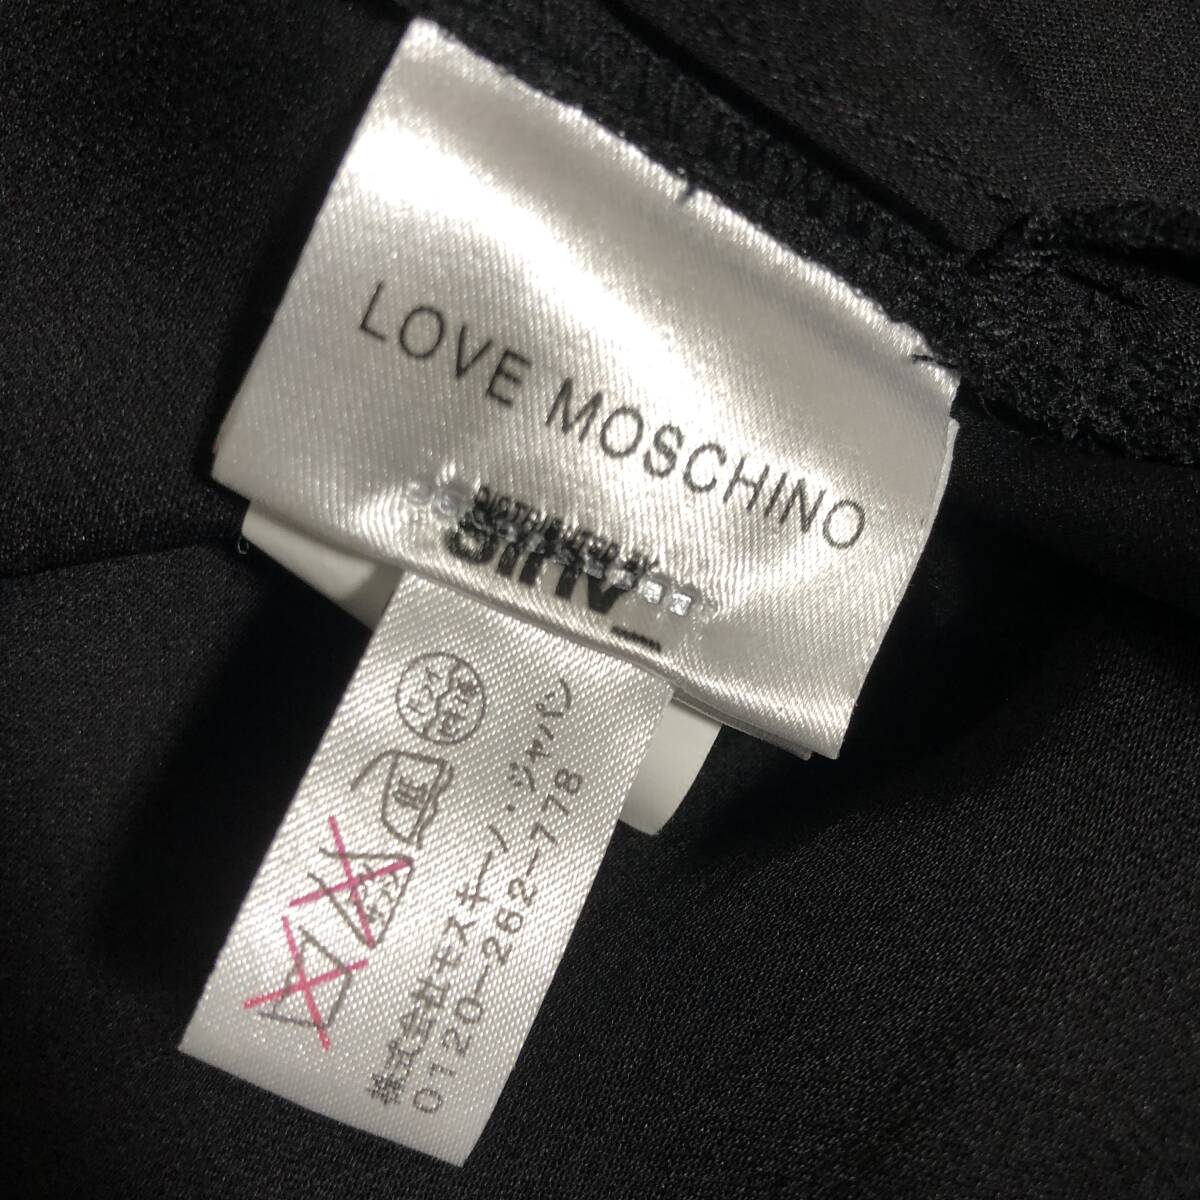 LOVE MOSCHINO
DISTRIBUTED BY
sinv_
株式会社モスキーノ・ジャパン
0120-262-778